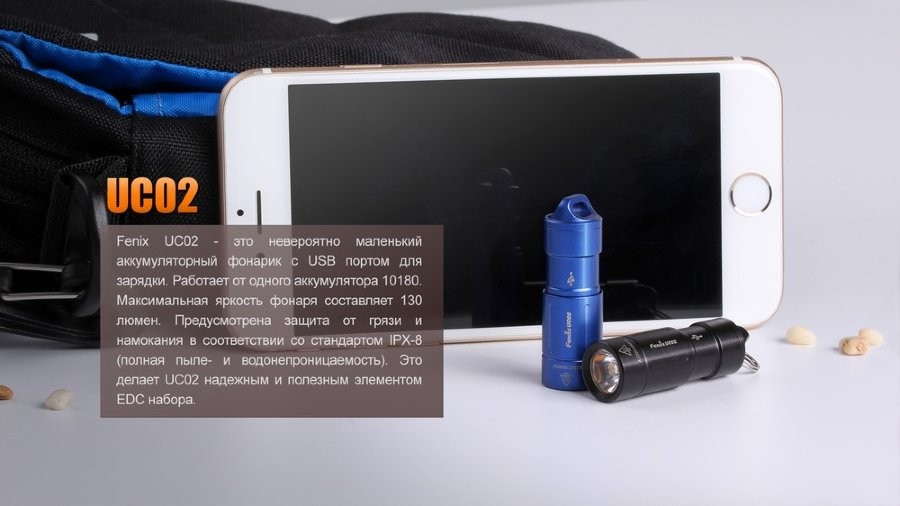 UC02
Fenix UC02 - это невероятно маленький
аккумуляторный фонарик с USB портом для
зарядки. Работает от одного аккумулятора 10180.
Максимальная яркость фонаря составляет 130
люмен. Предусмотрена защита от грязи и
намокания в соответствии со стандартом IPX-8
(полная пыле- и водонепроницаемость). Это
делает UC02 надежным и полезным элементом
EDC набора.
Fenix UC02
Fenix UC02